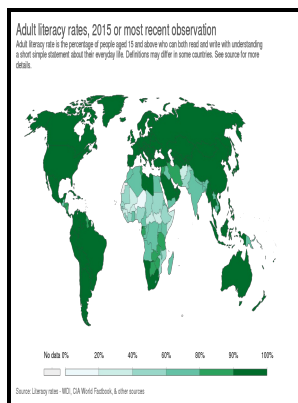 Adult literacy rates, 2015 or most recent observation
Adult literacy rate is the percentage of people aged 15 and above who can both read and write with understanding
a short simple statement about their everyday life. Definitions may differ in some countries. See source for more
details.
No data 0% 20% 40% 60% 80% 100%
Source: Literacy rates - WDI, CIA World Factbook, & other sources